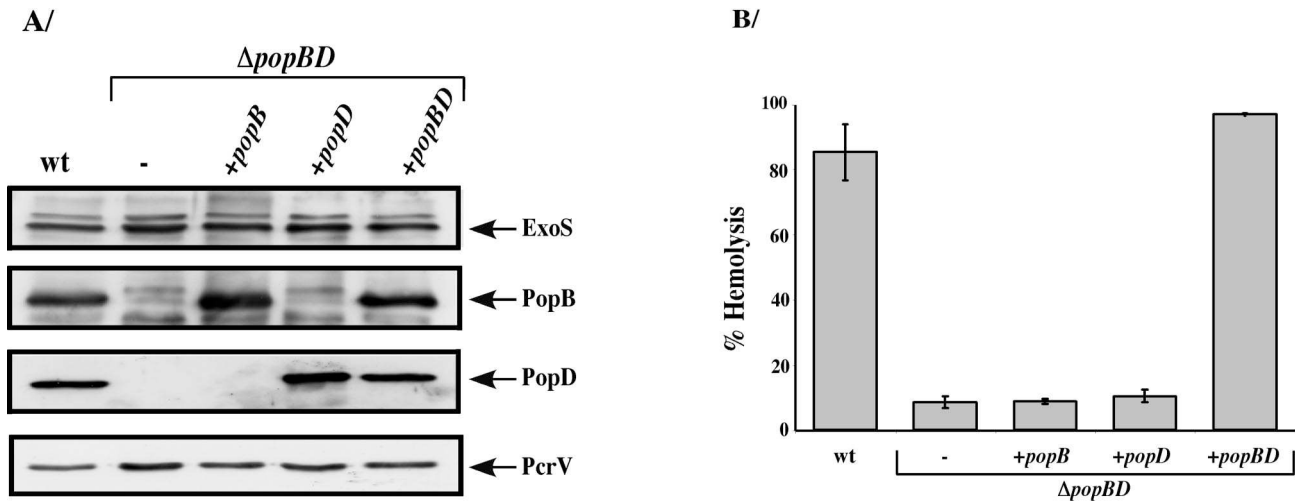 A/
ΔpopBD
wt - +popB +popD +popBD
ExoS
PopB
PopD
PcrV
B/
% Hemolysis
100
80
60
40
20
0
wt - +popB +popD +popBD
ΔpopBD